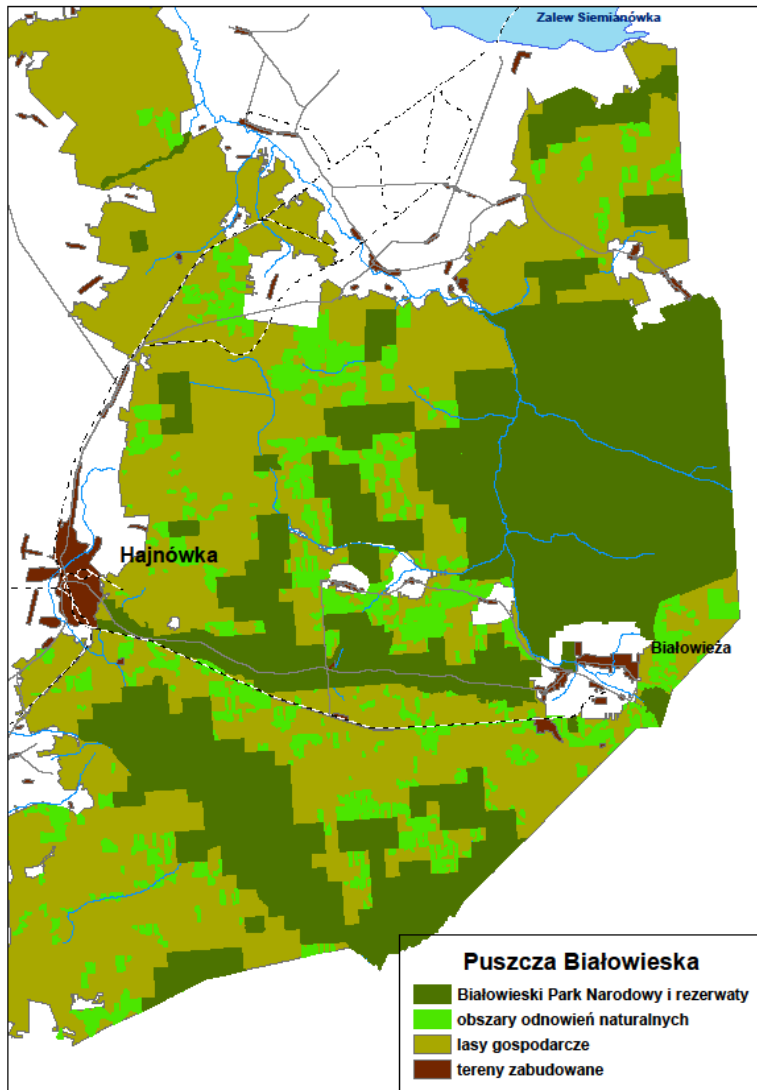 Zalew Siemianówka
Hajnówka
Białowieża
Puszcza Białowieska
Białowieski Park Narodowy i rezerwaty
obszary odnowień naturalnych
lasy gospodarcze
tereny zabudowane